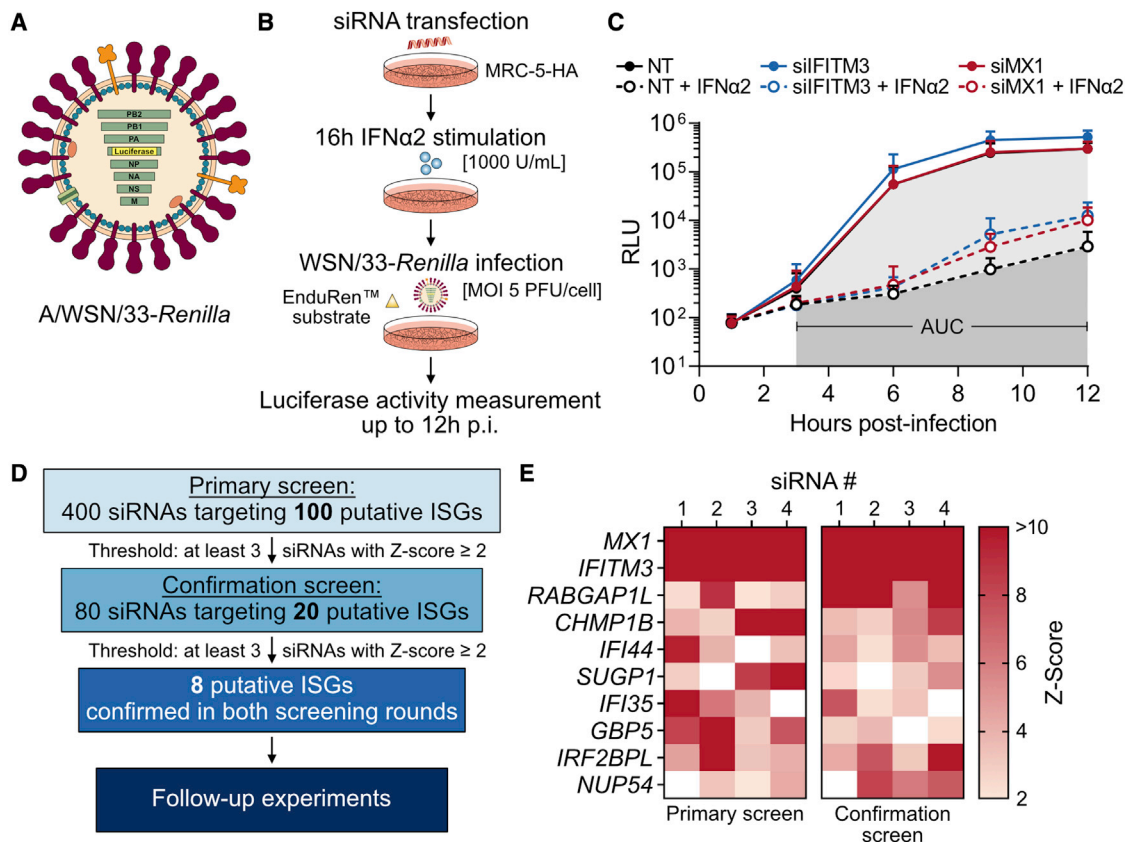 A
PB2
PB1
PA
Luciferase
NP
NA
NS
M
A/WSN/33-Renilla
B
siRNA transfection
MRC-5-HA
16h IFNα2 stimulation
[1000 U/mL]
WSN/33-Renilla infection
EnduRen™
substrate
[MOI 5 PFU/cell]
Luciferase activity measurement
up to 12h p.i.
C
NT
siIFITM3
siMX1
NT + IFNα2
siIFITM3 + IFNα2
siMX1 + IFNα2
RLU
10⁶
10⁵
10⁴
10³
10²
10¹
AUC
0 2 4 6 8 10 12
Hours post-infection
D
Primary screen:
400 siRNAs targeting 100 putative ISGs
Threshold: at least 3 siRNAs with Z-score ≥ 2
Confirmation screen:
80 siRNAs targeting 20 putative ISGs
Threshold: at least 3 siRNAs with Z-score ≥ 2
8 putative ISGs
confirmed in both screening rounds
Follow-up experiments
E
siRNA #
1 2 3 4 1 2 3 4
MX1
IFITM3
RABGAP1L
CHMP1B
IFI44
SUGP1
IFI35
GBP5
IRF2BPL
NUP54
Primary screen
Confirmation
screen
>10
8
6
4
2
Z-Score